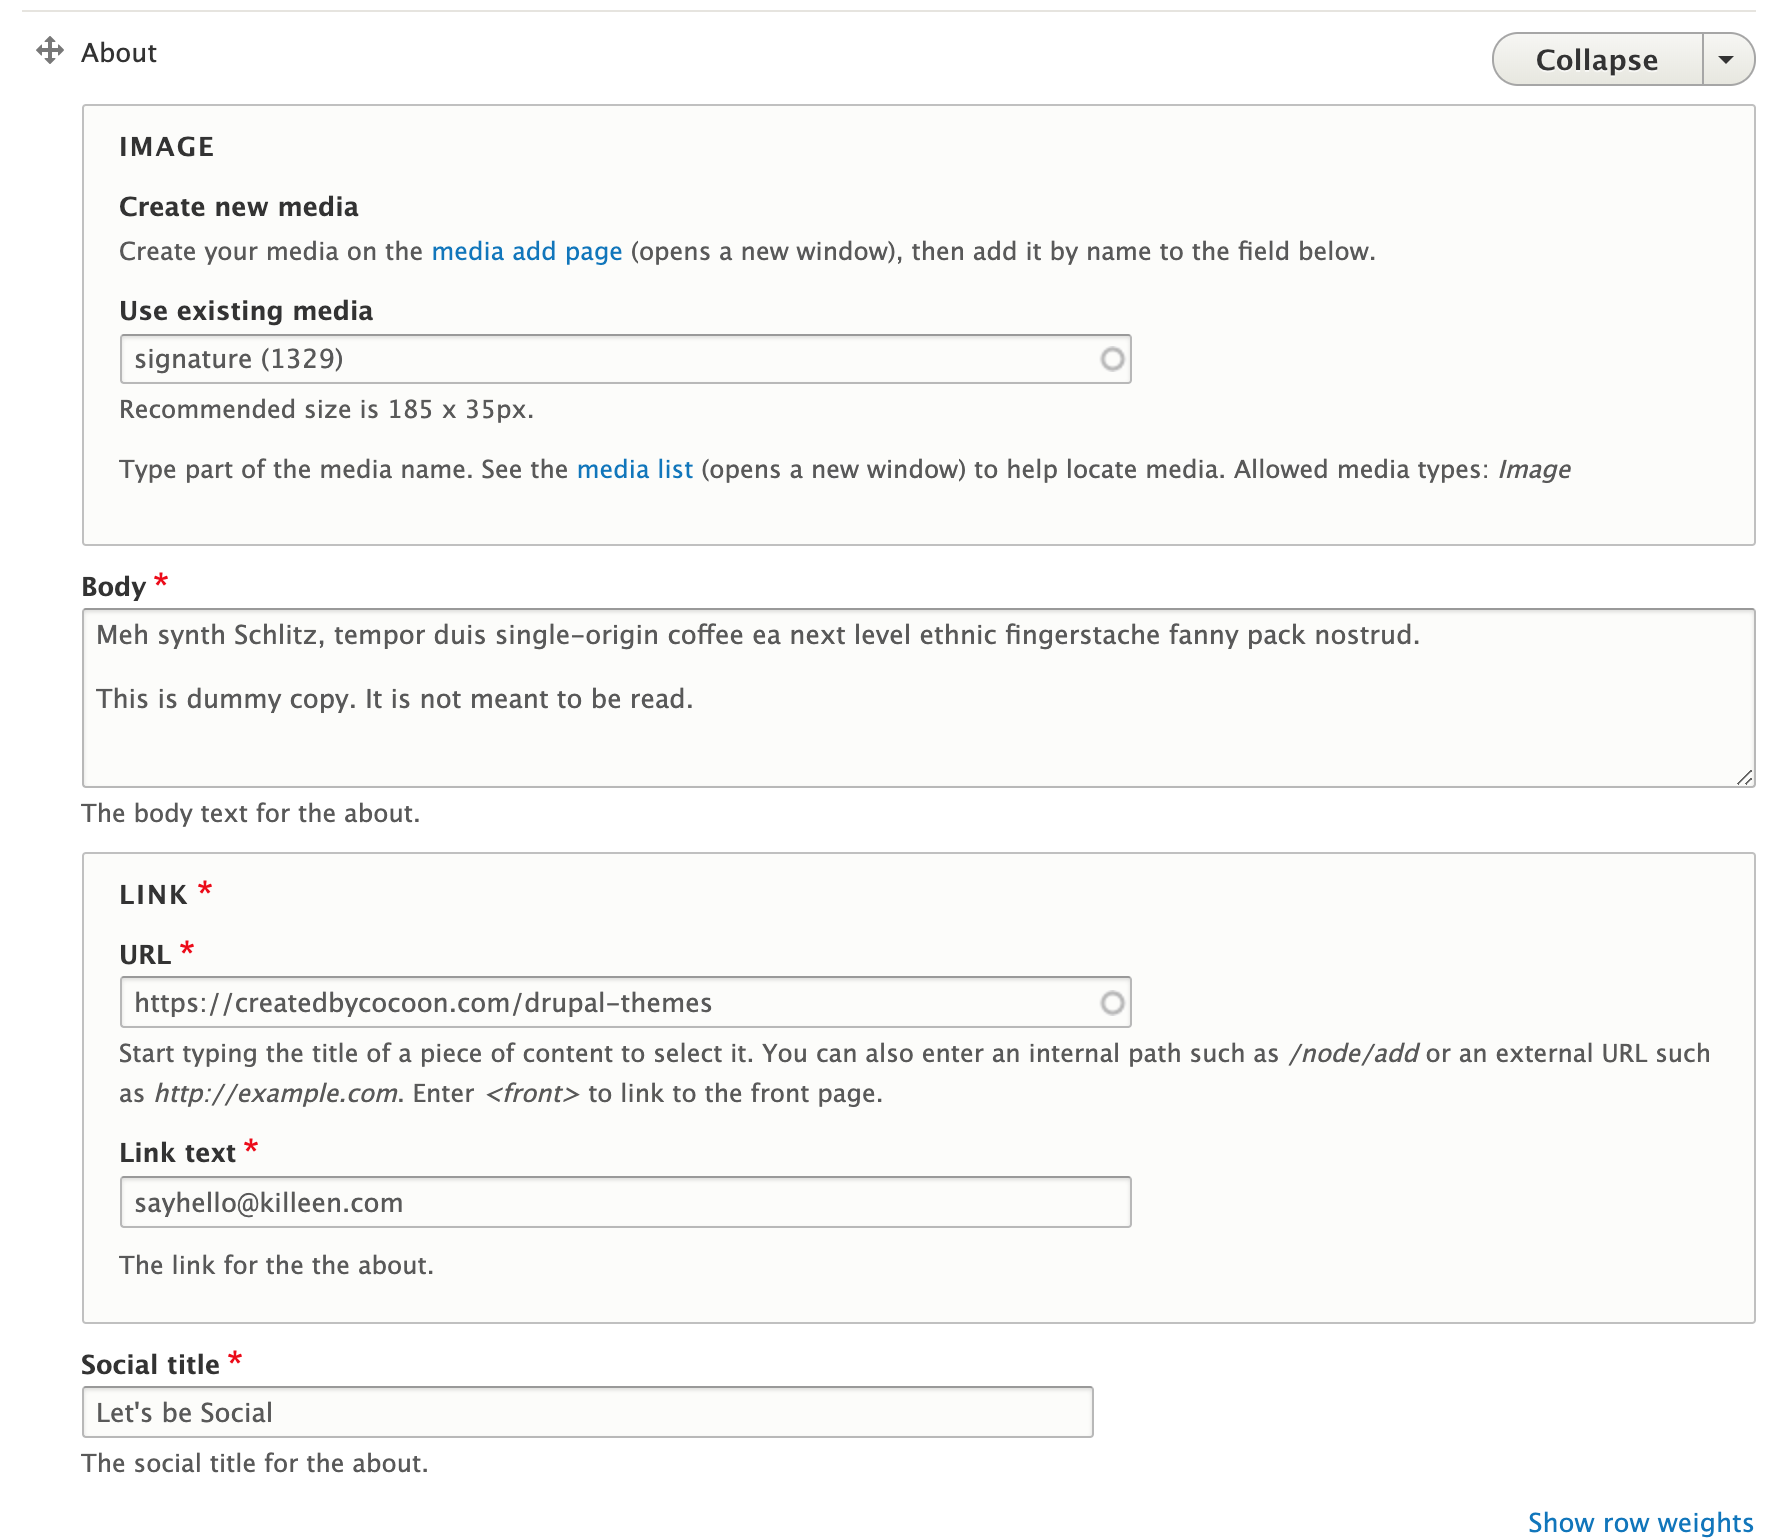 About
Collapse
IMAGE
Create new media
Create your media on the media add page (opens a new window), then add it by name to the field below.
Use existing media
signature (1329)
Recommended size is 185 x 35px.
Type part of the media name. See the media list (opens a new window) to help locate media. Allowed media types: Image
Body *
Meh synth Schlitz, tempor duis single-origin coffee ea next level ethnic fingerstache fanny pack nostrud.
This is dummy copy. It is not meant to be read.
The body text for the about.
LINK *
URL *
https://createdbycocoon.com/drupal-themes
Start typing the title of a piece of content to select it. You can also enter an internal path such as /node/add or an external URL such
as http://example.com. Enter <front> to link to the front page.
Link text *
sayhello@killeen.com
The link for the the about.
Social title *
Let's be Social
The social title for the about.
Show row weights